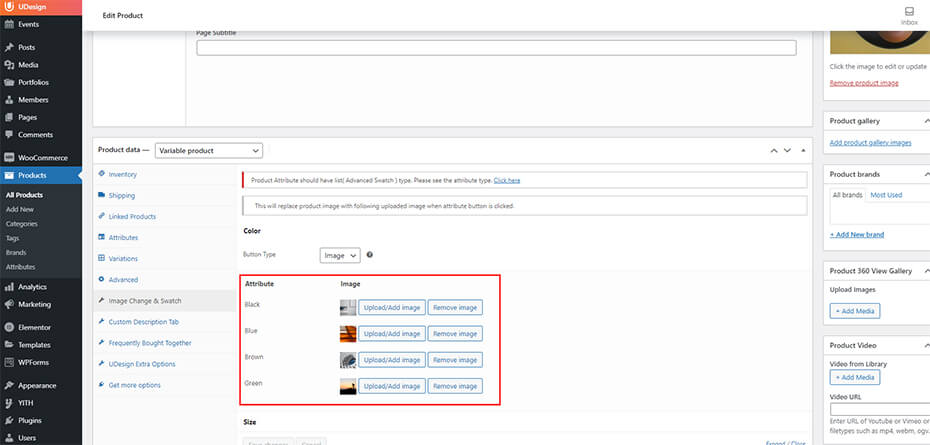 UDesign
Events
Posts
Media
Portfolios
Members
Pages
Comments
WooCommerce
Products
All Products
Add New
Categories
Tags
Brands
Attributes
Analytics
Marketing
Elementor
Templates
WPForms
Appearance
YITH
Plugins
Users
Edit Product
Inbox
Page Subtitle
Product data —
Variable product
Inventory
Shipping
Linked Products
Attributes
Variations
Advanced
Image Change & Swatch
Custom Description Tab
Frequently Bought Together
UDesign Extra Options
Get more options
Product Attribute should have list( Advanced Swatch ) type. Please see the attribute type. Click here
This will replace product image with following uploaded image when attribute button is clicked.
Color
Button Type Image
Attribute Image
Black Upload/Add image Remove image
Blue Upload/Add image Remove image
Brown Upload/Add image Remove image
Green Upload/Add image Remove image
Size
Save changes Cancel
Expand / Close
Click the image to edit or update
Remove product image
Product gallery
Add product gallery images
Product brands
All brands Most Used
+ Add New brand
Product 360 View Gallery
Upload Images
+ Add Media
Product Video
Video from Library
+ Add Media
Video URL
Enter URL of Youtube or Vimeo or
filetypes such as mp4, webm, ogv.